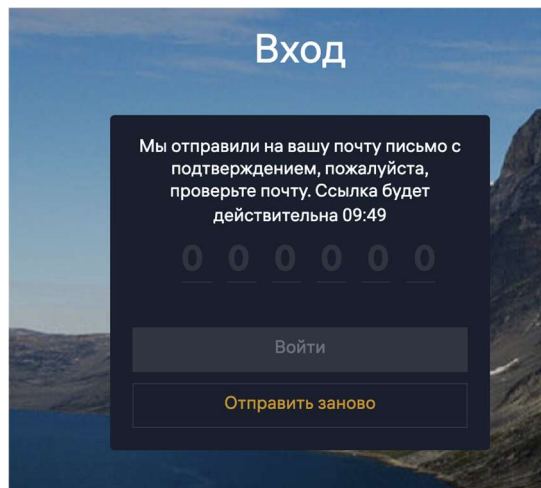 Вход
Мы отправили на вашу почту письмо с
подтверждением, пожалуйста,
проверьте почту. Ссылка будет
действительна 09:49
0 0 0 0 0 0
Войти
Отправить заново